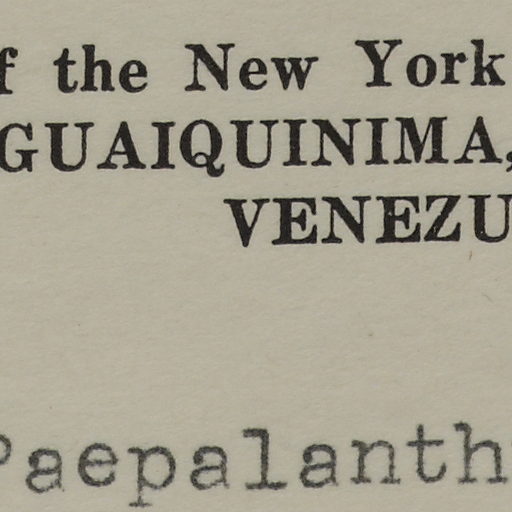 f the New York
GUAIQUINIMA,
VENEZU
Paepalanth